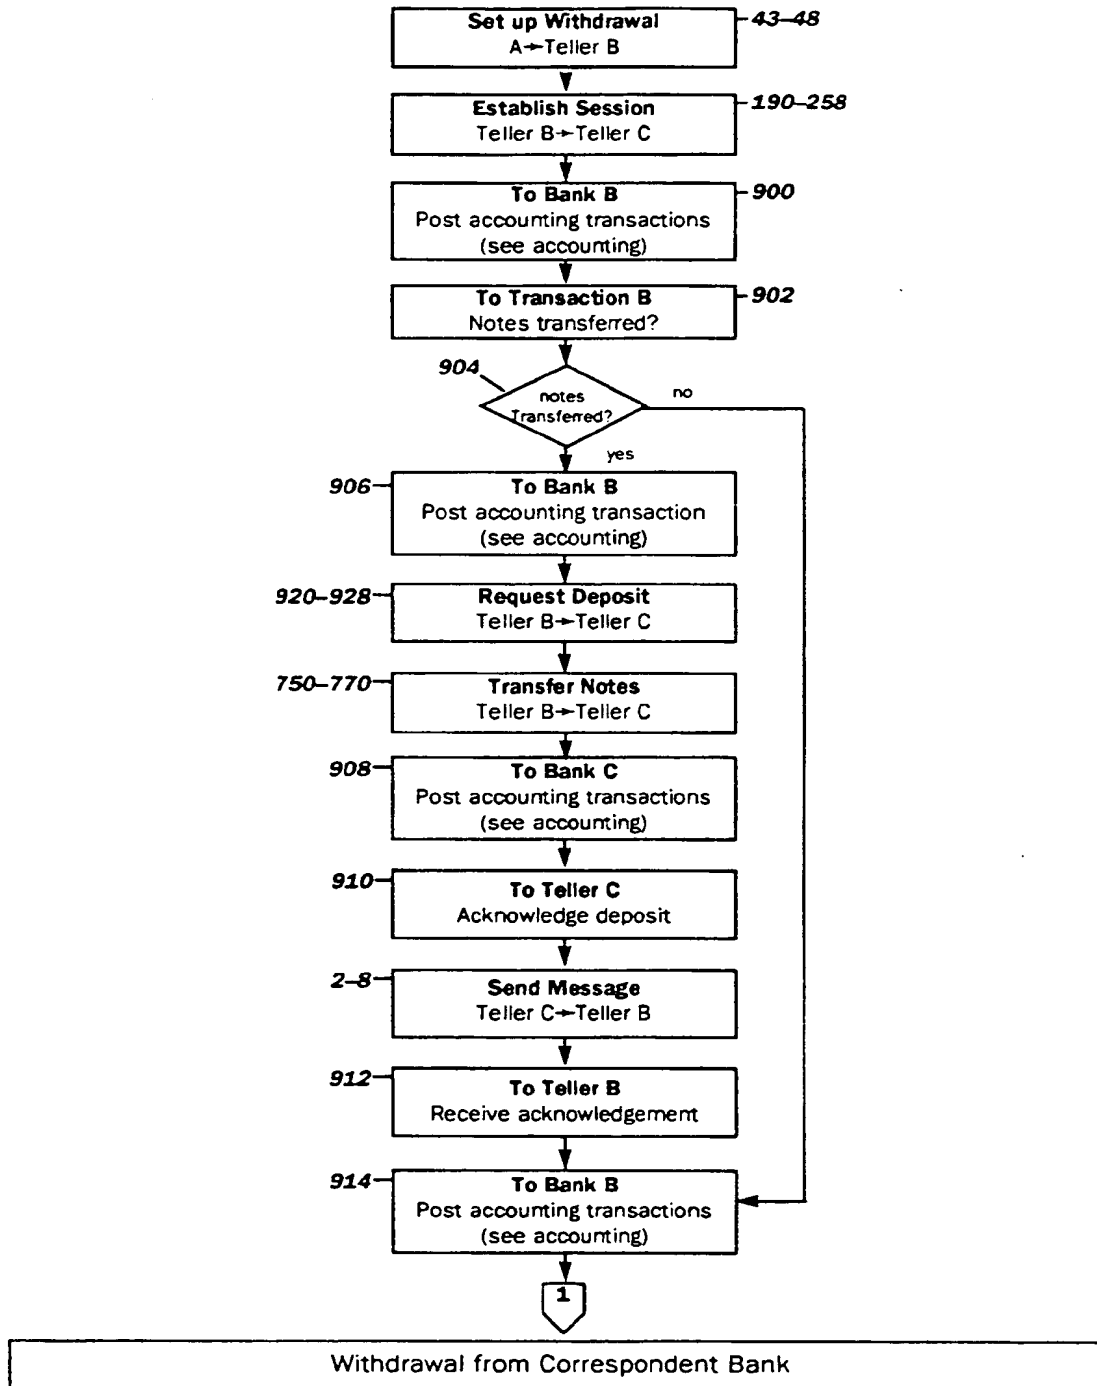 Set up Withdrawal
A→Teller B
43–48
Establish Session
Teller B→Teller C
190–258
To Bank B
Post accounting transactions
(see accounting)
900
To Transaction B
Notes transferred?
902
904
notes
Transferred?
no
yes
906
To Bank B
Post accounting transaction
(see accounting)
920–928
Request Deposit
Teller B→Teller C
750–770
Transfer Notes
Teller B→Teller C
908
To Bank C
Post accounting transactions
(see accounting)
910
To Teller C
Acknowledge deposit
2–8
Send Message
Teller C→Teller B
912
To Teller B
Receive acknowledgement
914
To Bank B
Post accounting transactions
(see accounting)
1
Withdrawal from Correspondent Bank